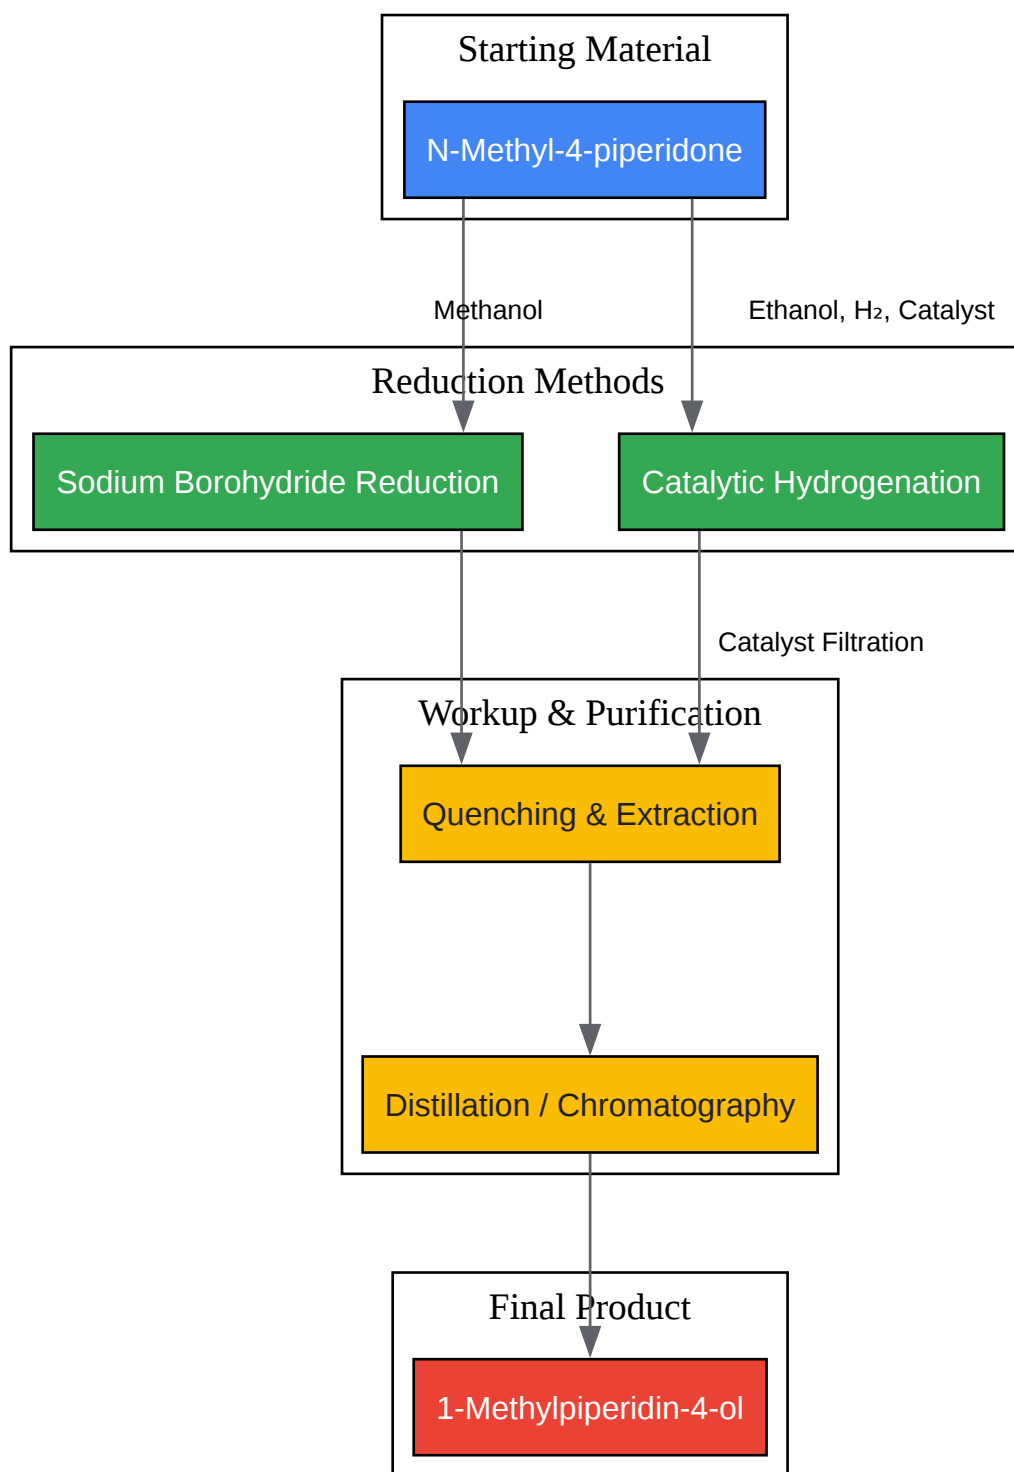 Starting Material
N-Methyl-4-piperidone
Methanol
Ethanol, H₂, Catalyst
Reduction Methods
Sodium Borohydride Reduction
Catalytic Hydrogenation
Catalyst Filtration
Workup & Purification
Quenching & Extraction
Distillation / Chromatography
Final Product
1-Methylpiperidin-4-ol